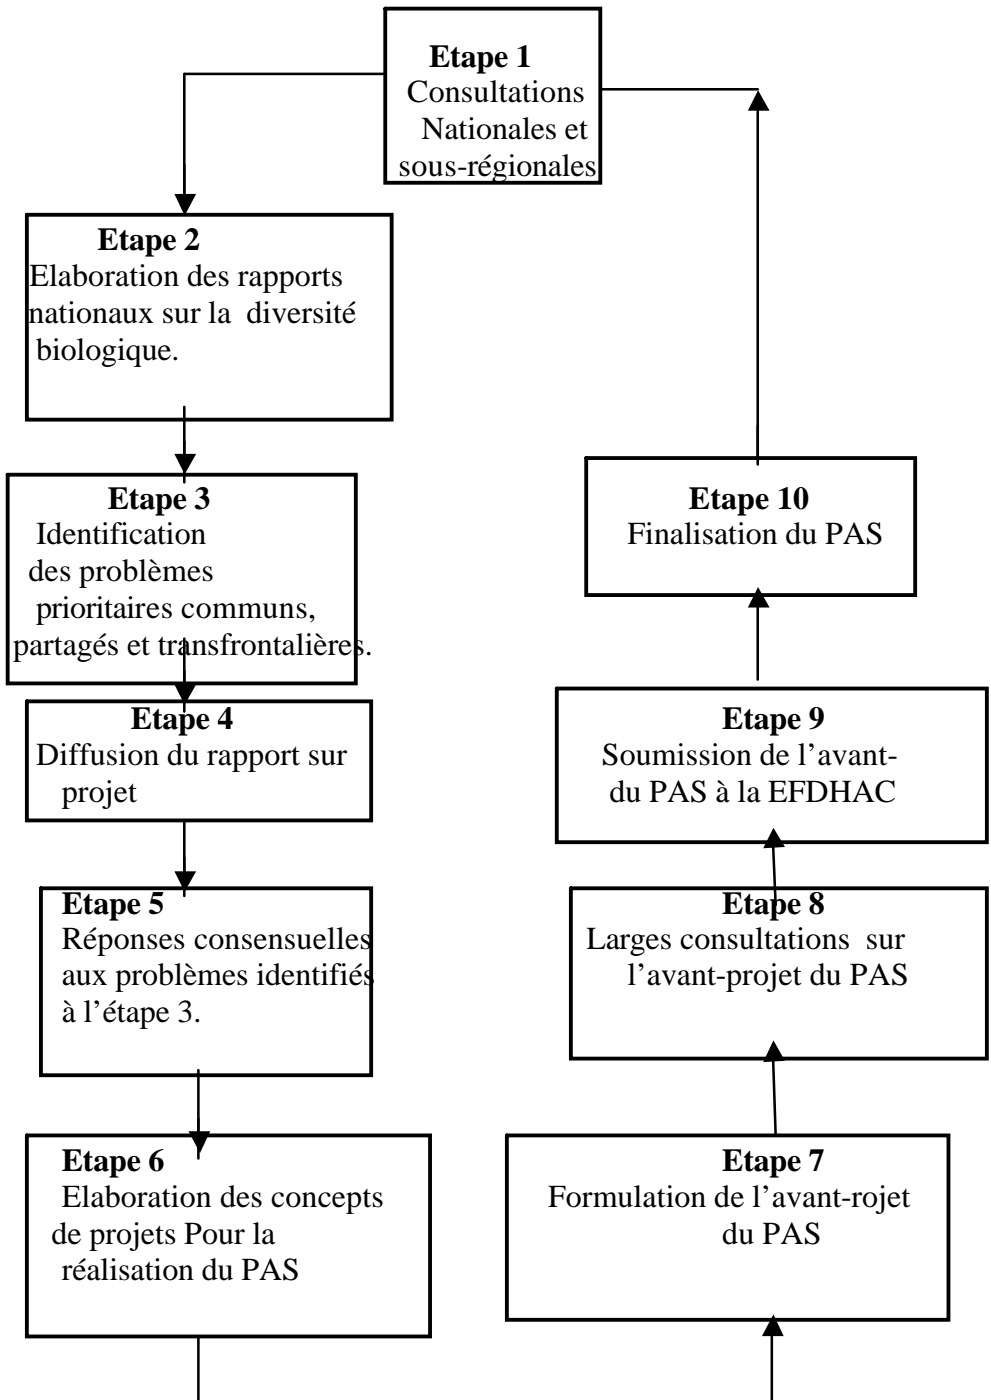 Etape 1
Consultations
Nationales et
sous-régionales
Etape 2
Elaboration des rapports
nationaux sur la diversité
biologique.
Etape 3
Identification
des problèmes
prioritaires communs,
partagés et transfrontalières.
Etape 4
Diffusion du rapport sur
projet
Etape 5
Réponses consensuelles
aux problèmes identifiés
à l’étape 3.
Etape 6
Elaboration des concepts
de projets Pour la
réalisation du PAS
Etape 7
Formulation de l’avant-rojet
du PAS
Etape 8
Larges consultations sur
l’avant-projet du PAS
Etape 9
Soumission de l’avant-
du PAS à la EFDHAC
Etape 10
Finalisation du PAS